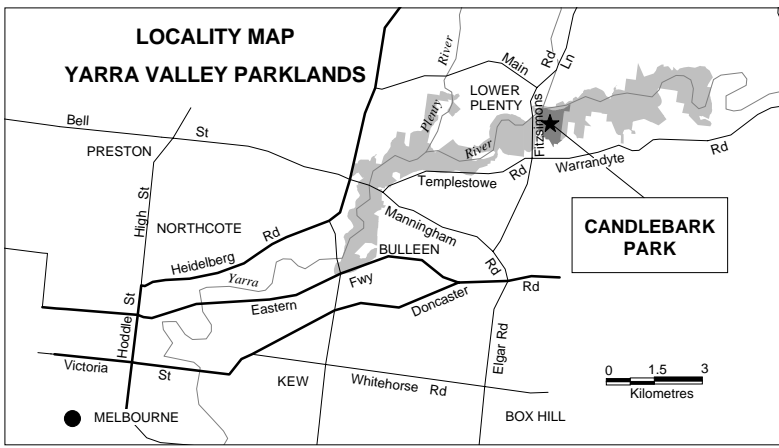 LOCALITY MAP
YARRA VALLEY PARKLANDS
River
Main
Rd
Ln
LOWER
PLENTY
Plenty
Fitzsimons
River
Bell
St
PRESTON
Templestowe
Rd
Warrandyte
Rd
High St
NORTHCOTE
Manningham
Rd
CANDLEBARK
PARK
Heidelberg
Rd
BULLEEN
Yarra
Fwy
Eastern
Doncaster
Rd
Hoddle St
Elgar Rd
Victoria
St
KEW
Whitehorse
Rd
0
1.5
3
Kilometres
MELBOURNE
BOX HILL